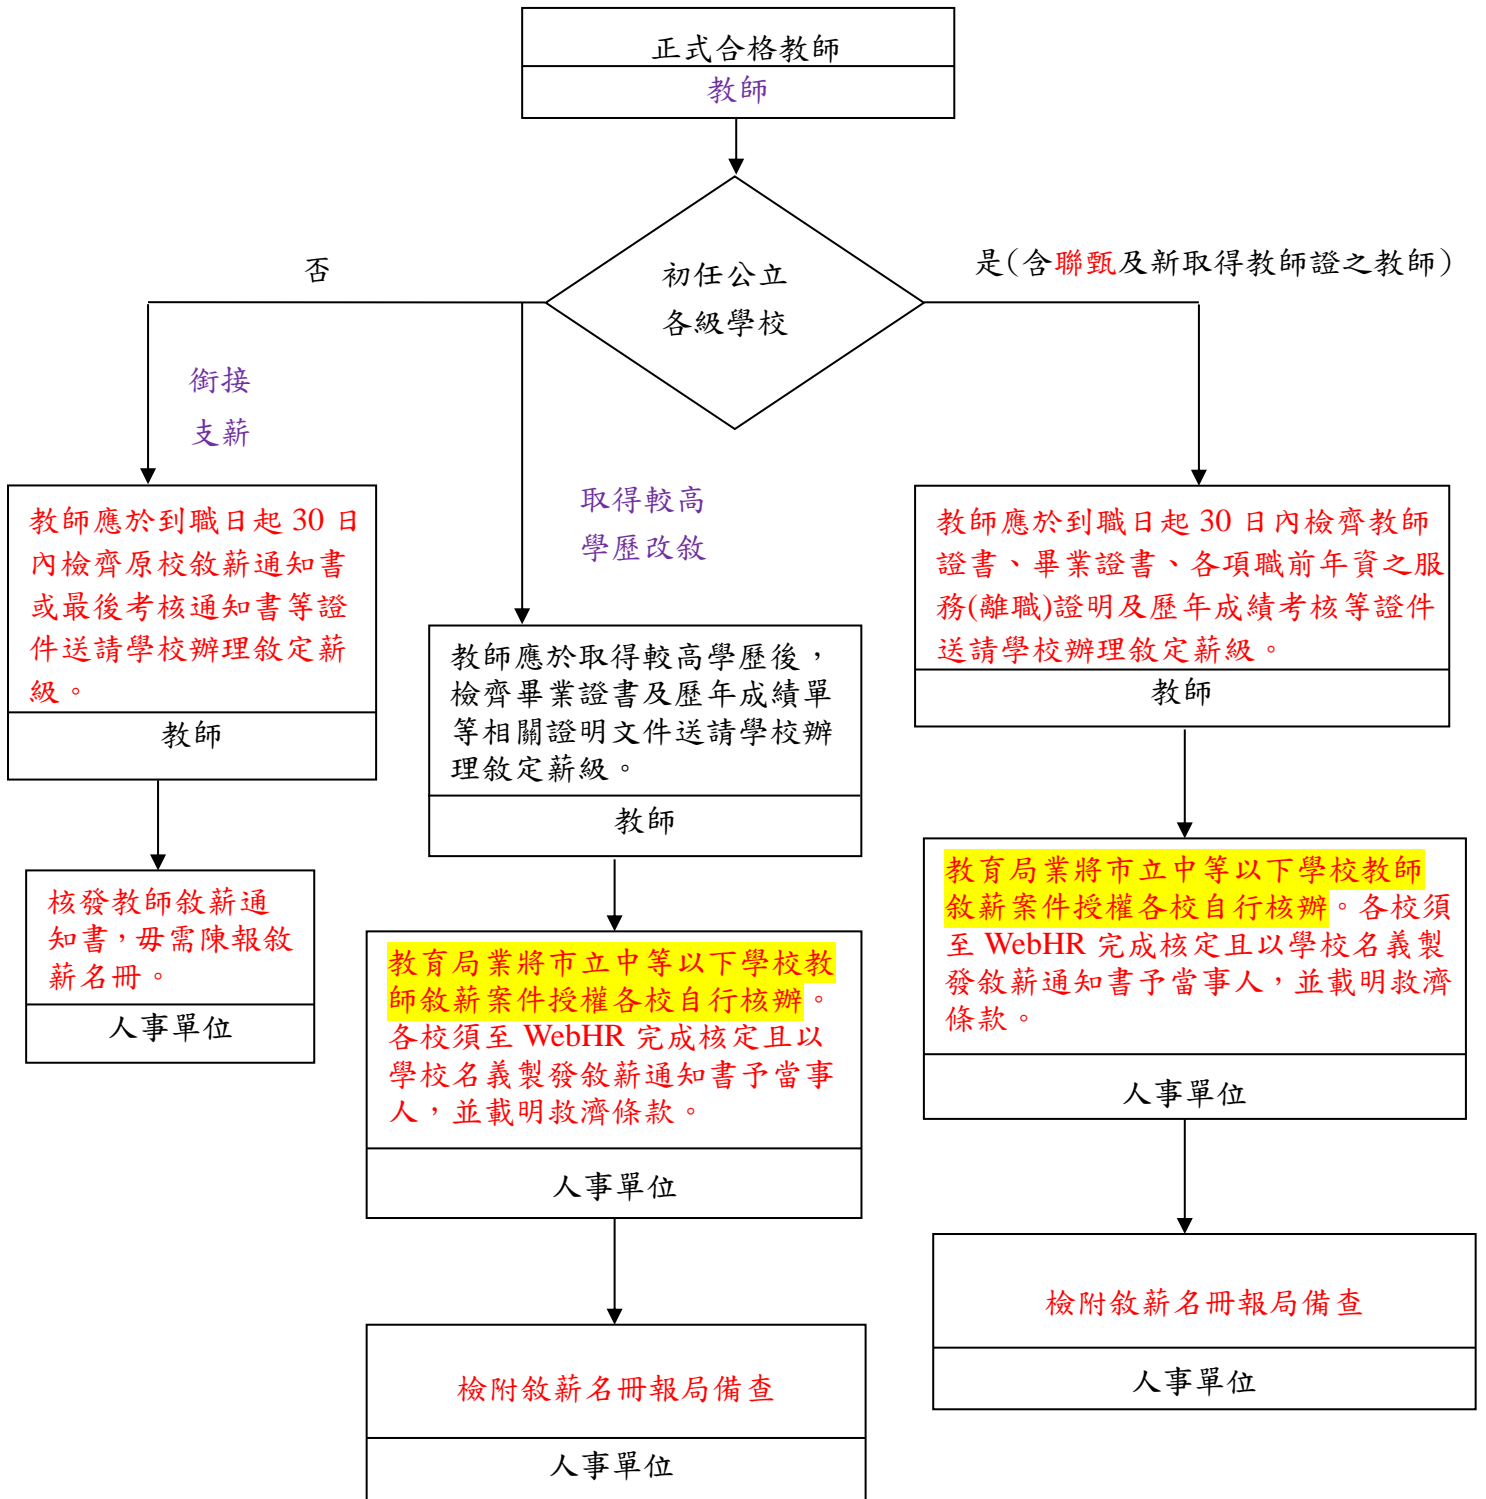 正式合格教師
教師
初任公立
各級學校
否
是(含聯甄及新取得教師證之教師)
銜接
支薪
取得較高
學歷改敘
教師應於到職日起 30 日
內檢齊原校敘薪通知書
或最後考核通知書等證
件送請學校辦理敘定薪
級。
教師
核發教師敘薪通
知書，毋需陳報敘
薪名冊。
人事單位
教師應於取得較高學歷後，
檢齊畢業證書及歷年成績單
等相關證明文件送請學校辦
理敘定薪級。
教師
教育局業將市立中等以下學校教
師敘薪案件授權各校自行核辦。
各校須至 WebHR 完成核定且以
學校名義製發敘薪通知書予當事
人，並載明救濟條款。
人事單位
檢附敘薪名冊報局備查
人事單位
教師應於到職日起 30 日內檢齊教師
證書、畢業證書、各項職前年資之服
務(離職)證明及歷年成績考核等證件
送請學校辦理敘定薪級。
教師
教育局業將市立中等以下學校教師
敘薪案件授權各校自行核辦。各校須
至 WebHR 完成核定且以學校名義製
發敘薪通知書予當事人，並載明救濟
條款。
人事單位
檢附敘薪名冊報局備查
人事單位